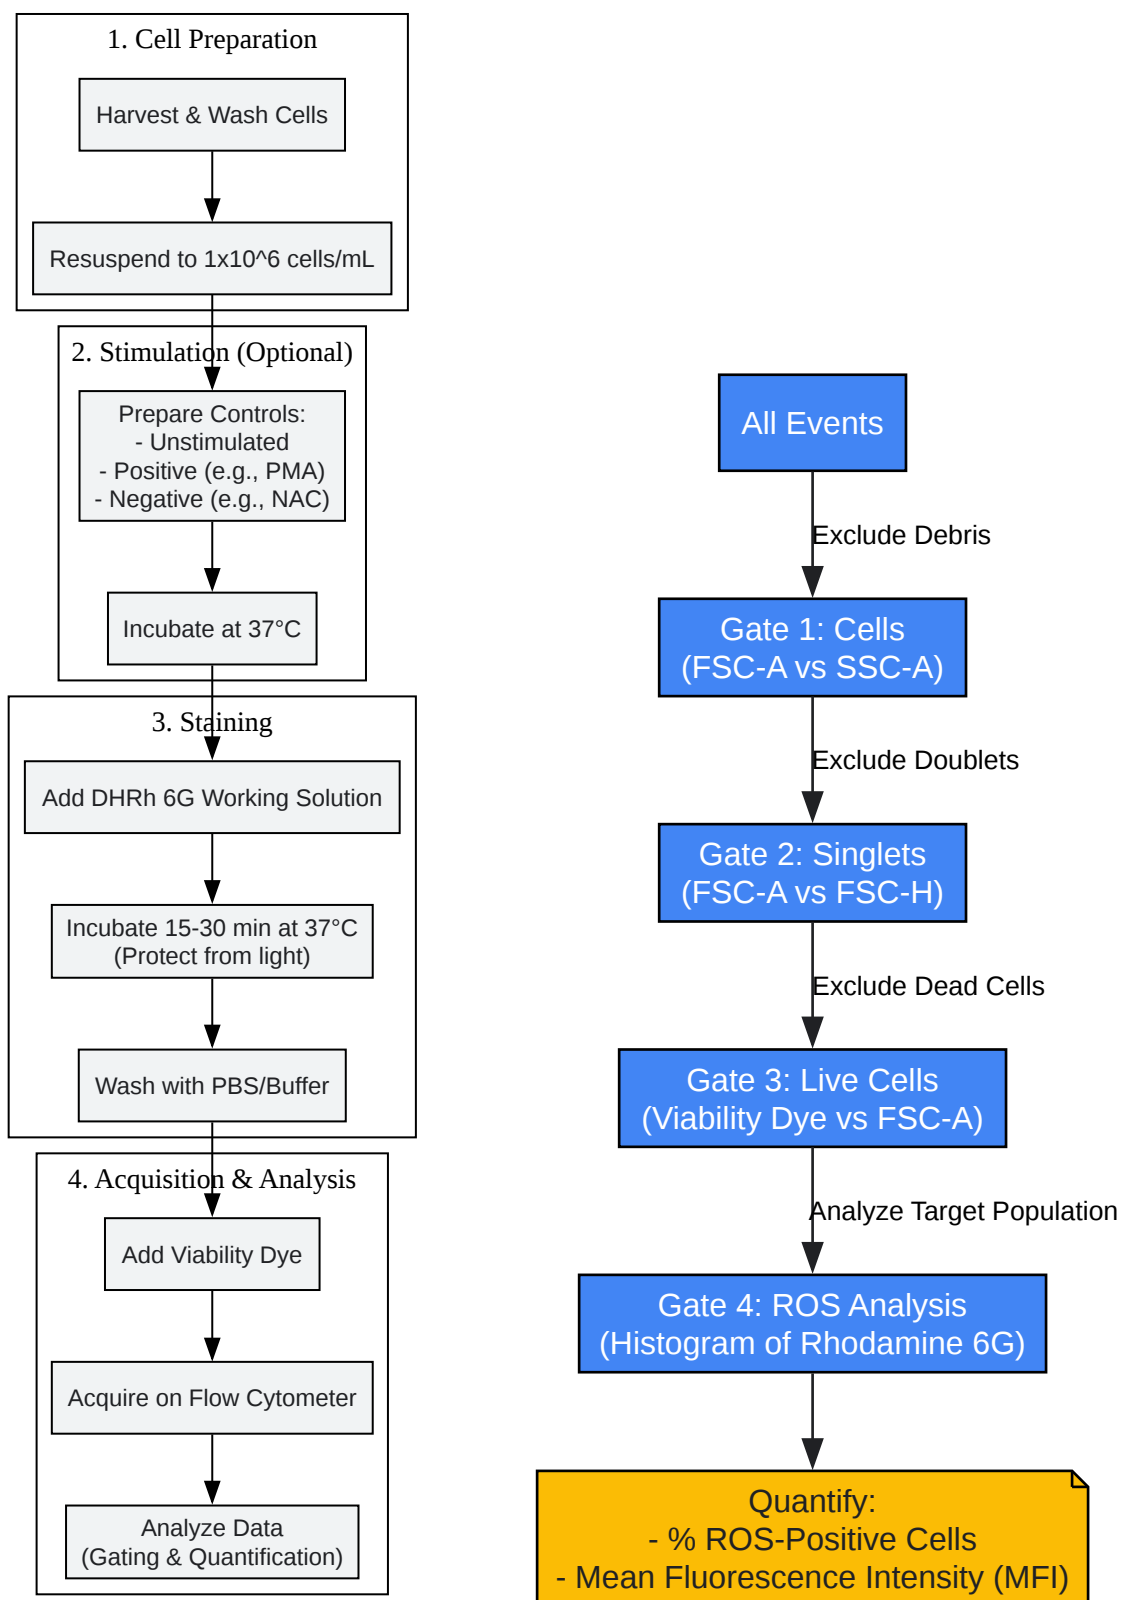 1. Cell Preparation
Harvest & Wash Cells
Resuspend to 1x10^6 cells/mL
2. Stimulation (Optional)
Prepare Controls:
- Unstimulated
- Positive (e.g., PMA)
- Negative (e.g., NAC)
Incubate at 37°C
3. Staining
Add DHRh 6G Working Solution
Incubate 15-30 min at 37°C
(Protect from light)
Wash with PBS/Buffer
4. Acquisition & Analysis
Add Viability Dye
Acquire on Flow Cytometer
Analyze Data
(Gating & Quantification)
All Events
Exclude Debris
Gate 1: Cells
(FSC-A vs SSC-A)
Exclude Doublets
Gate 2: Singlets
(FSC-A vs FSC-H)
Exclude Dead Cells
Gate 3: Live Cells
(Viability Dye vs FSC-A)
Analyze Target Population
Gate 4: ROS Analysis
(Histogram of Rhodamine 6G)
Quantify:
- % ROS-Positive Cells
- Mean Fluorescence Intensity (MFI)